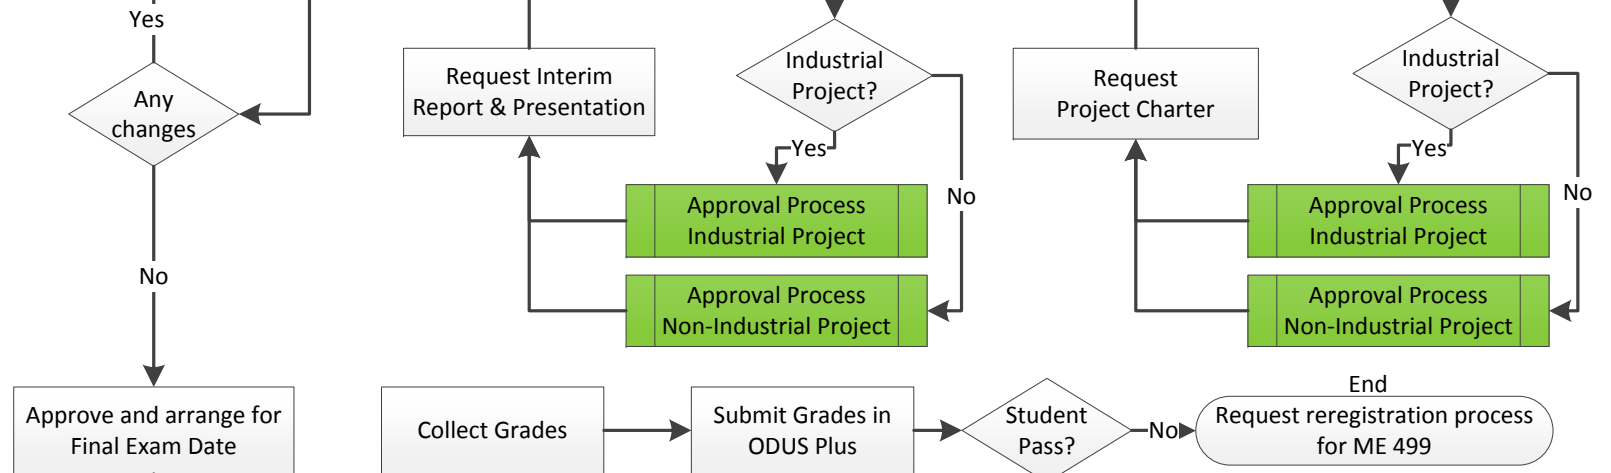 Yes
Any
changes
No
Approve and arrange for
Final Exam Date
Request Interim
Report & Presentation
Industrial
Project?
Yes
No
Approval Process
Industrial Project
Approval Process
Non-Industrial Project
Request
Project Charter
Industrial
Project?
Yes
No
Approval Process
Industrial Project
Approval Process
Non-Industrial Project
Collect Grades
Submit Grades in
ODUS Plus
Student
Pass?
No
End
Request reregistration process
for ME 499